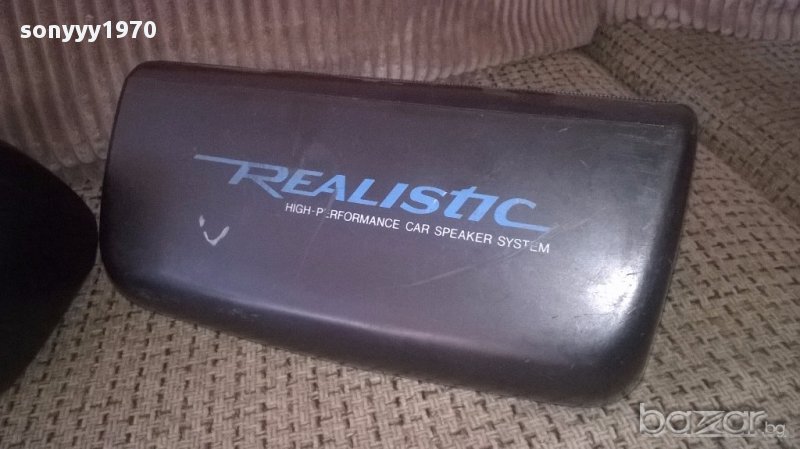 sonyyy1970
REALISTIC
HIGH-PERFORMANCE CAR SPEAKER SYSTEM
bazar.bg